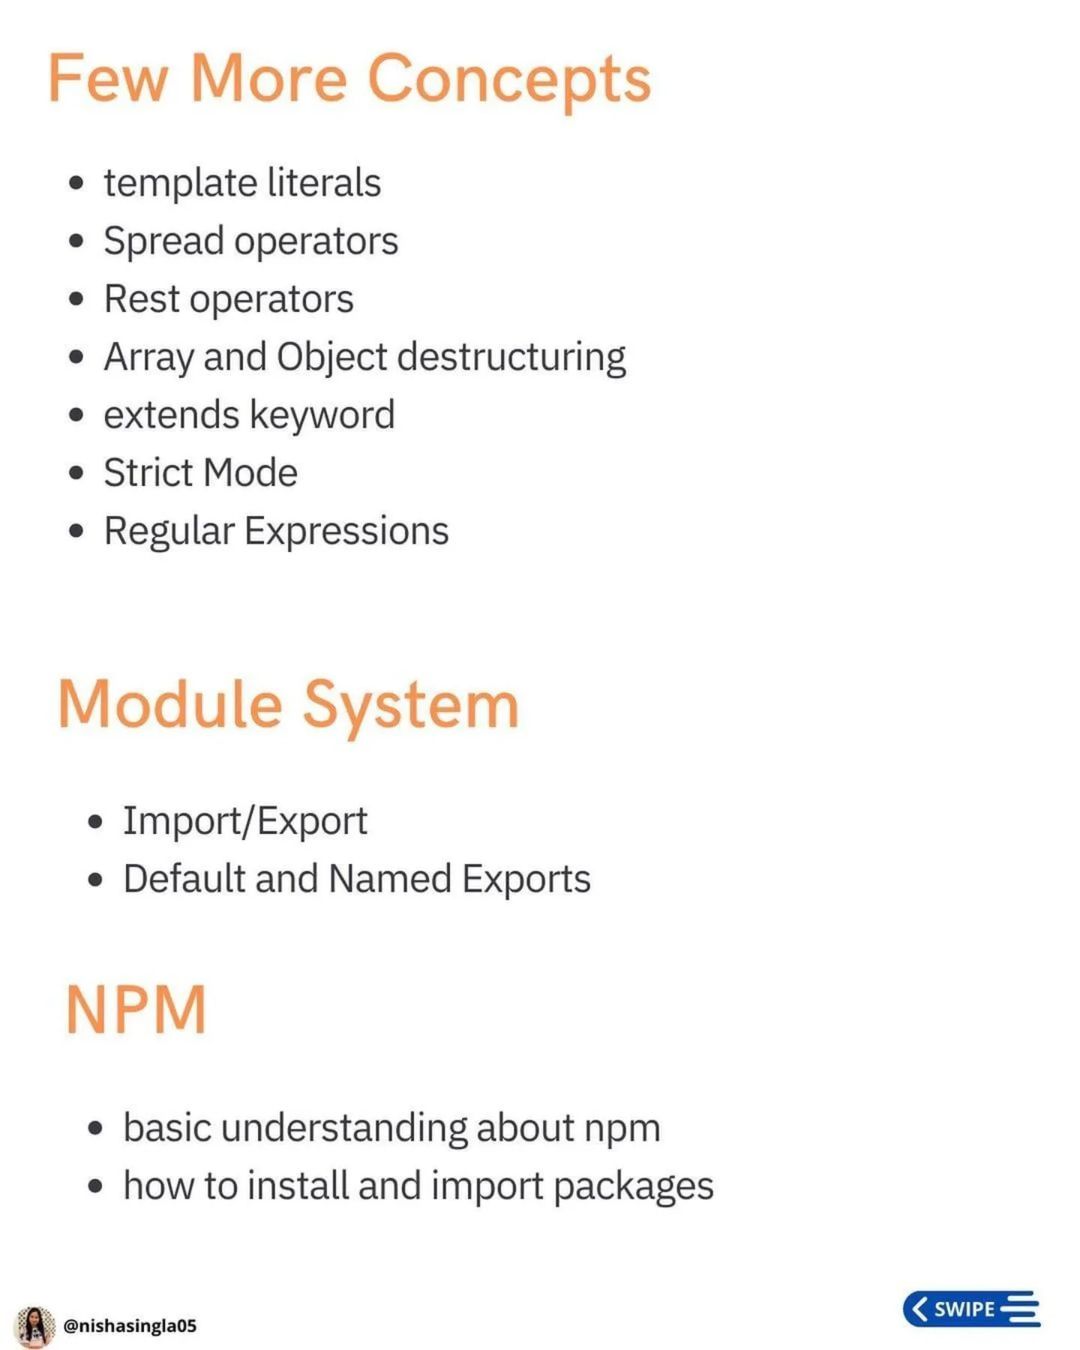 Few More Concepts
• template literals
• Spread operators
• Rest operators
• Array and Object destructuring
• extends keyword
• Strict Mode
• Regular Expressions
Module System
• Import/Export
• Default and Named Exports
NPM
• basic understanding about npm
• how to install and import packages
@nishasingla05
SWIPE